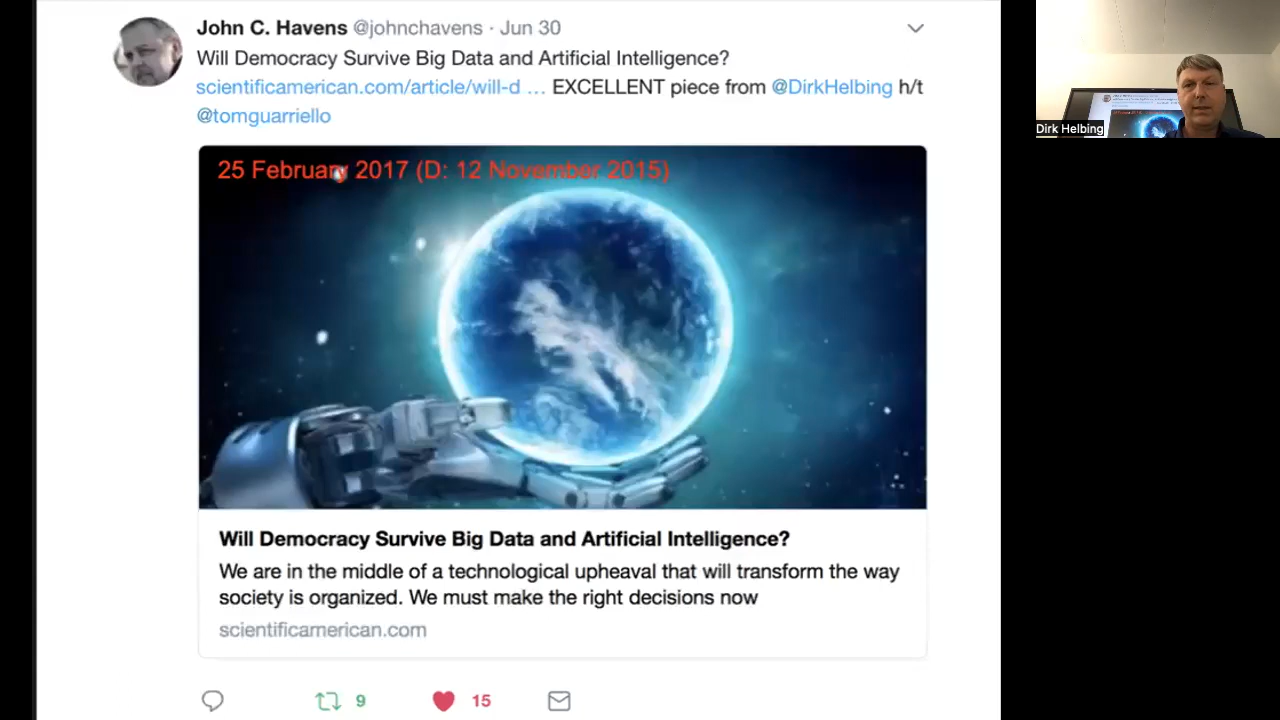 John C. Havens @johnchavens · Jun 30
Will Democracy Survive Big Data and Artificial Intelligence?
scientificamerican.com/article/will-d … EXCELLENT piece from @DirkHelbing h/t
@tomguarriello
25 February 2017 (D: 12 November 2015)
Will Democracy Survive Big Data and Artificial Intelligence?
We are in the middle of a technological upheaval that will transform the way
society is organized. We must make the right decisions now
scientificamerican.com
9 15
Dirk Helbing